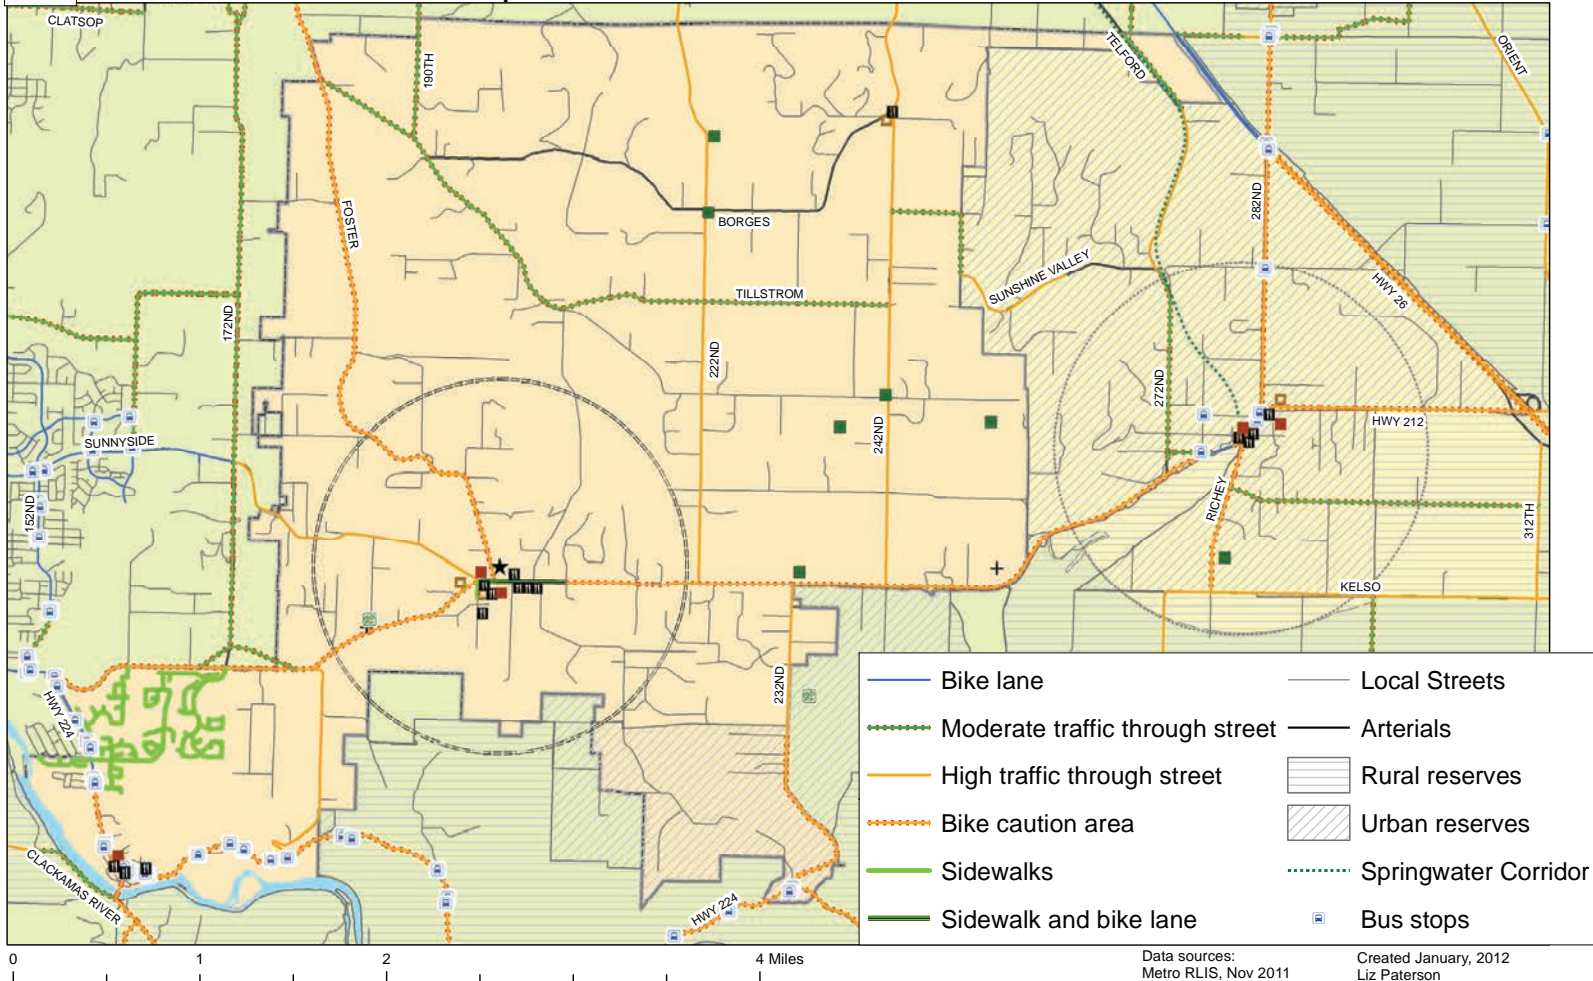 CLATSOP
190TH
TELFORD
ORIENT
FOSTER
282ND
BORGES
SUNSHINE VALLEY
HWY 26
TILLSTROM
172ND
222ND
272ND
242ND
HWY 212
SUNNYSIDE
152ND
RICHEY
312TH
KELSO
232ND
HWY 224
CLACKAMAS RIVER
HWY 224
Bike lane
Moderate traffic through street
High traffic through street
Bike caution area
Sidewalks
Sidewalk and bike lane
Local Streets
Arterials
Rural reserves
Urban reserves
Springwater Corridor
Bus stops
0 1 2 4 Miles
Data sources:
Metro RLIS, Nov 2011
Created January, 2012
Liz Paterson